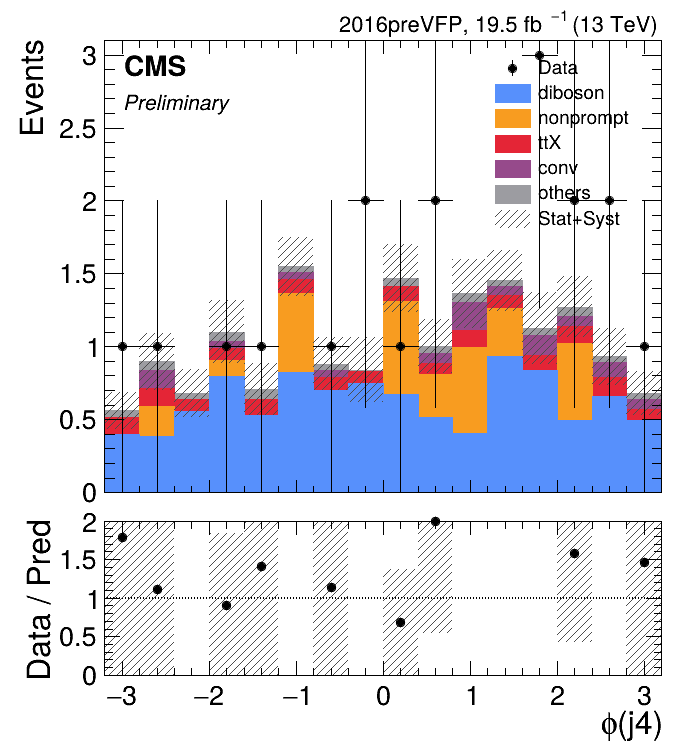 2016preVFP, 19.5 fb⁻¹ (13 TeV)
Events
CMS
Preliminary
Data
diboson
nonprompt
ttX
conv
others
Stat+Syst
3
2.5
2
1.5
1
0.5
0
Data / Pred
2
1.5
1
0.5
0
−3 −2 −1 0 1 2 3
ϕ(j4)